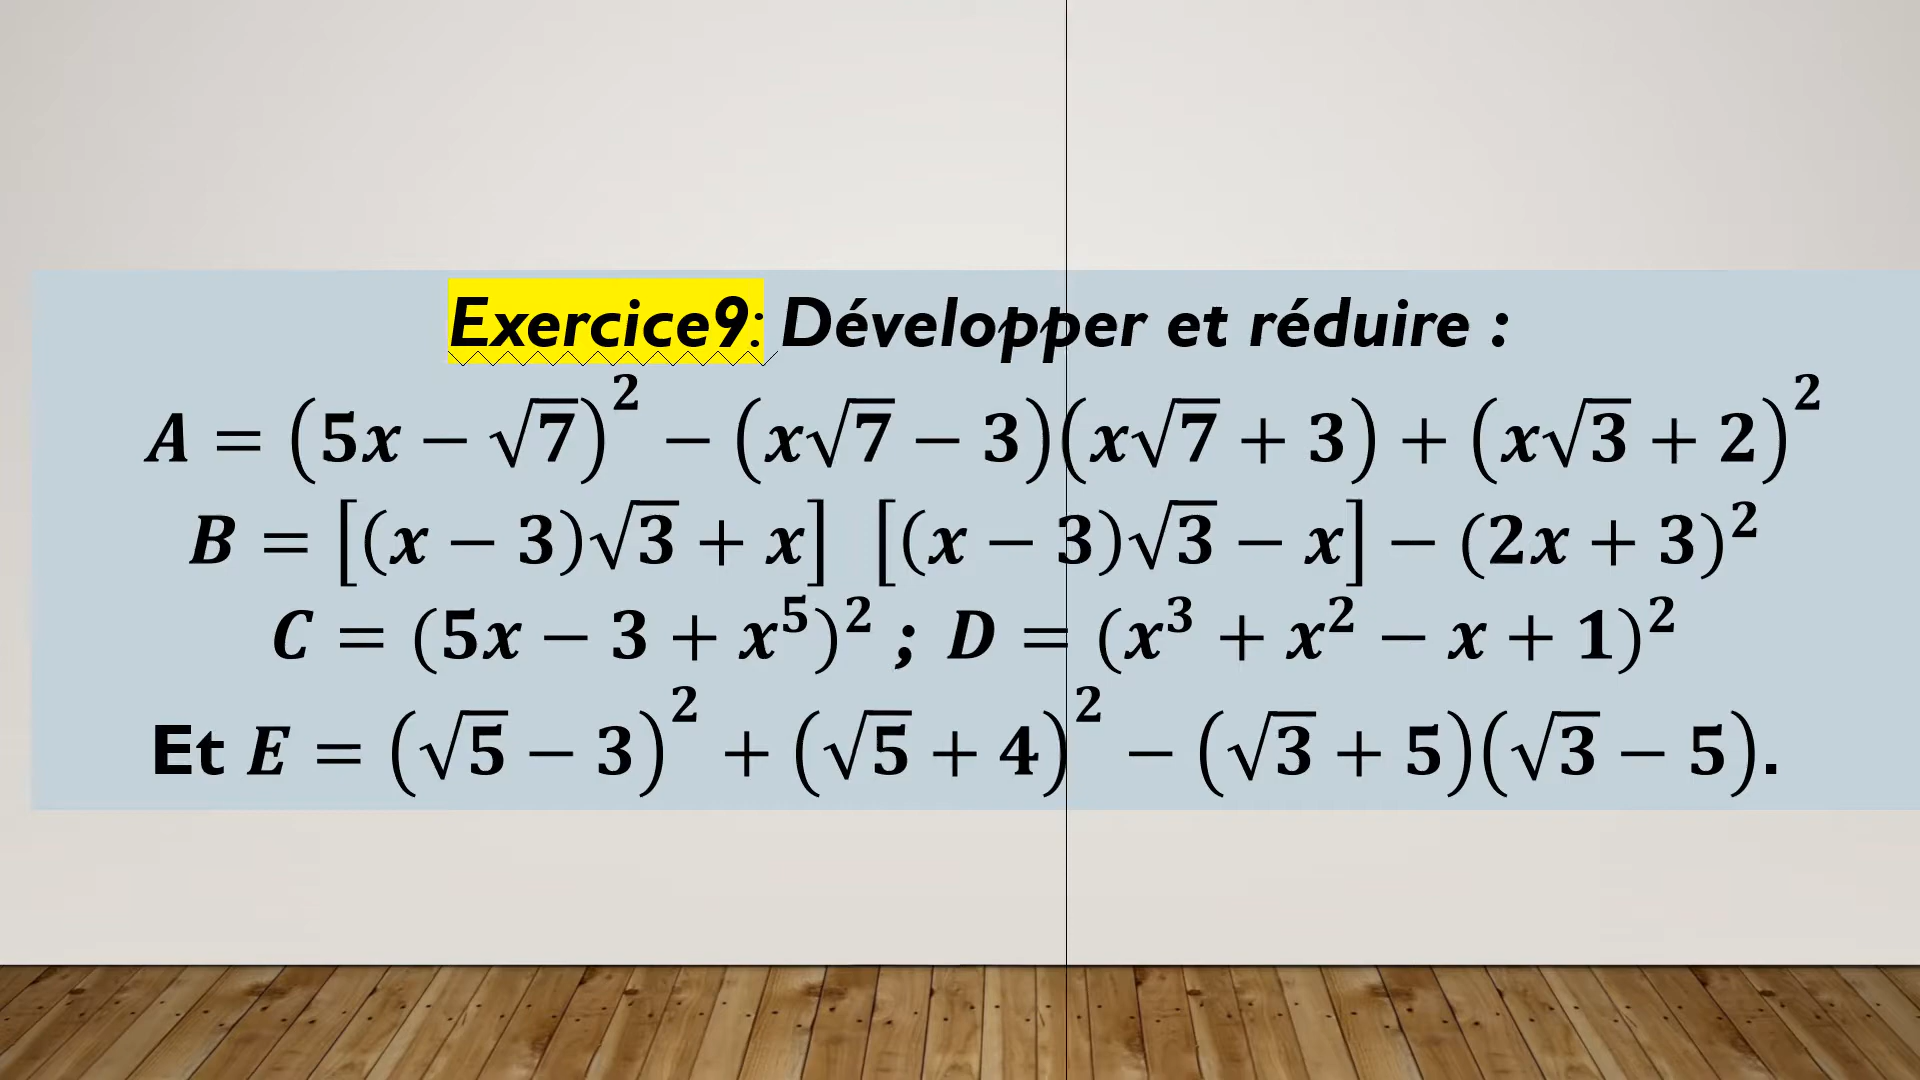 Exercice9: Développer et réduire :
A = (5x − √7)² − (x√7 − 3)(x√7 + 3) + (x√3 + 2)²
B = [(x − 3)√3 + x] [(x − 3)√3 − x] − (2x + 3)²
C = (5x − 3 + x⁵)² ; D = (x³ + x² − x + 1)²
Et E = (√5 − 3)² + (√5 + 4)² − (√3 + 5)(√3 − 5).